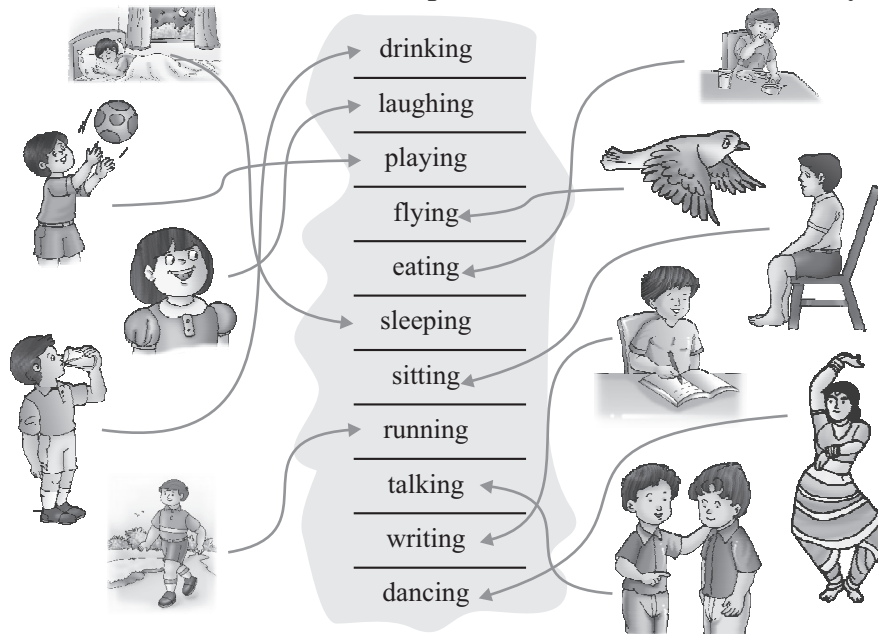 drinking
laughing
playing
flying
eating
sleeping
sitting
running
talking
writing
dancing